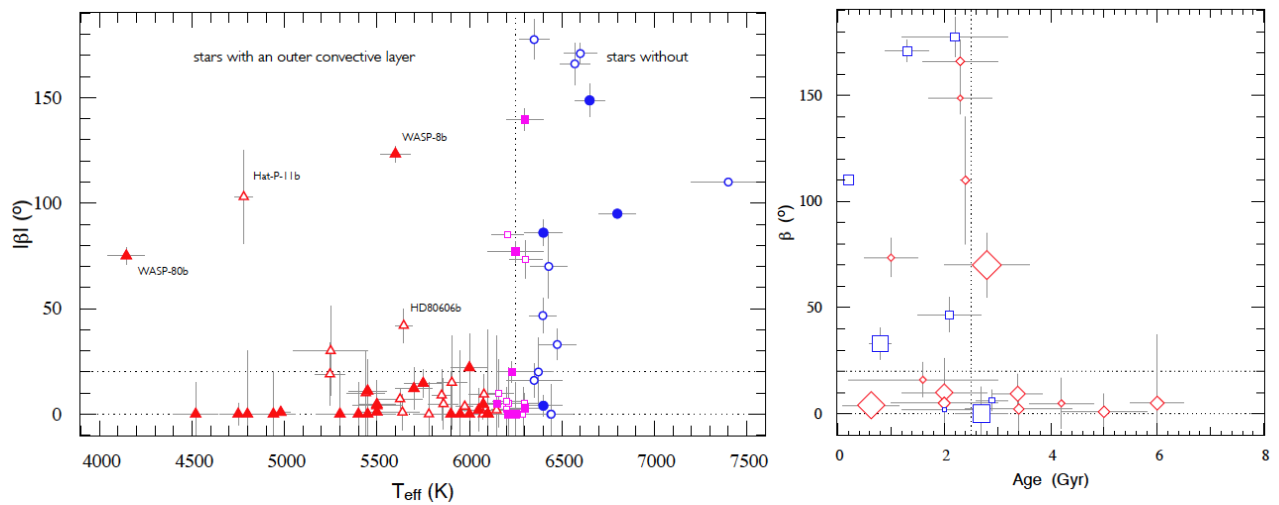 stars with an outer convective layer
stars without
WASP-8b
Hat-P-11b
WASP-80b
HD80606b
150
100
50
0
|β| (º)
4000 4500 5000 5500 6000 6500 7000 7500
T_eff (K)
150
100
50
0
β (º)
0 2 4 6 8
Age (Gyr)